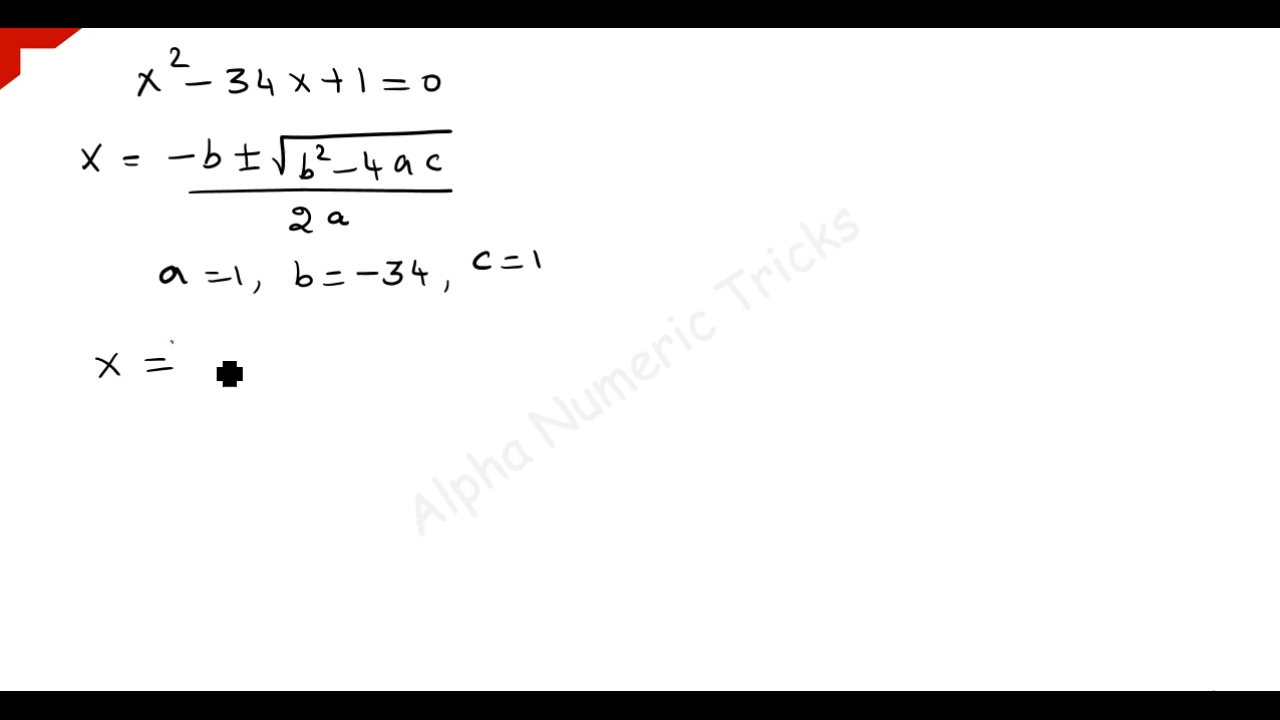 x² - 34x + 1 = 0
x = -b ± √(b² - 4ac) / 2a
a = 1, b = -34, c = 1
x =
Alpha Numeric Tricks